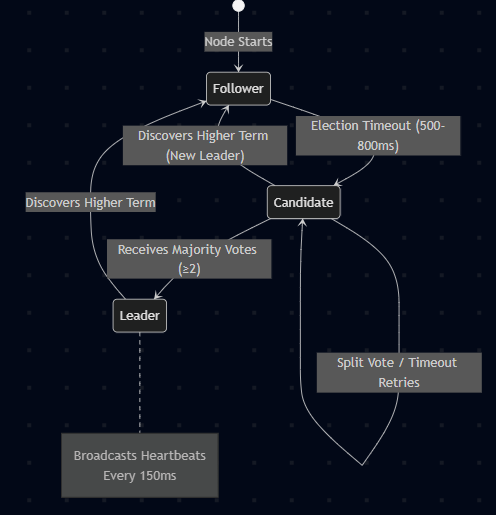 Node Starts
Follower
Election Timeout (500-
800ms)
Discovers Higher Term
(New Leader)
Discovers Higher Term
Candidate
Receives Majority Votes
(≥2)
Leader
Split Vote / Timeout
Retries
Broadcasts Heartbeats
Every 150ms